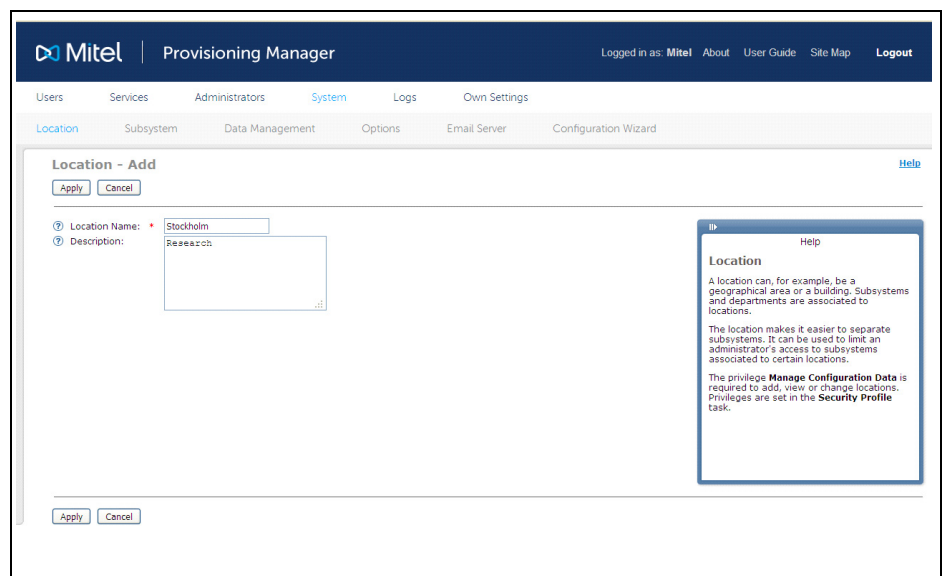 Mitel | Provisioning Manager
Logged in as: Mitel About User Guide Site Map Logout
Users Services Administrators System Logs Own Settings
Location Subsystem Data Management Options Email Server Configuration Wizard
Location - Add
Help
Apply Cancel
? Location Name: * Stockholm
? Description: Research
Help
Location
A location can, for example, be a
geographical area or a building. Subsystems
and departments are associated to
locations.
The location makes it easier to separate
subsystems. It can be used to limit an
administrator's access to subsystems
associated to certain locations.
The privilege Manage Configuration Data is
required to add, view or change locations.
Privileges are set in the Security Profile
task.
Apply Cancel